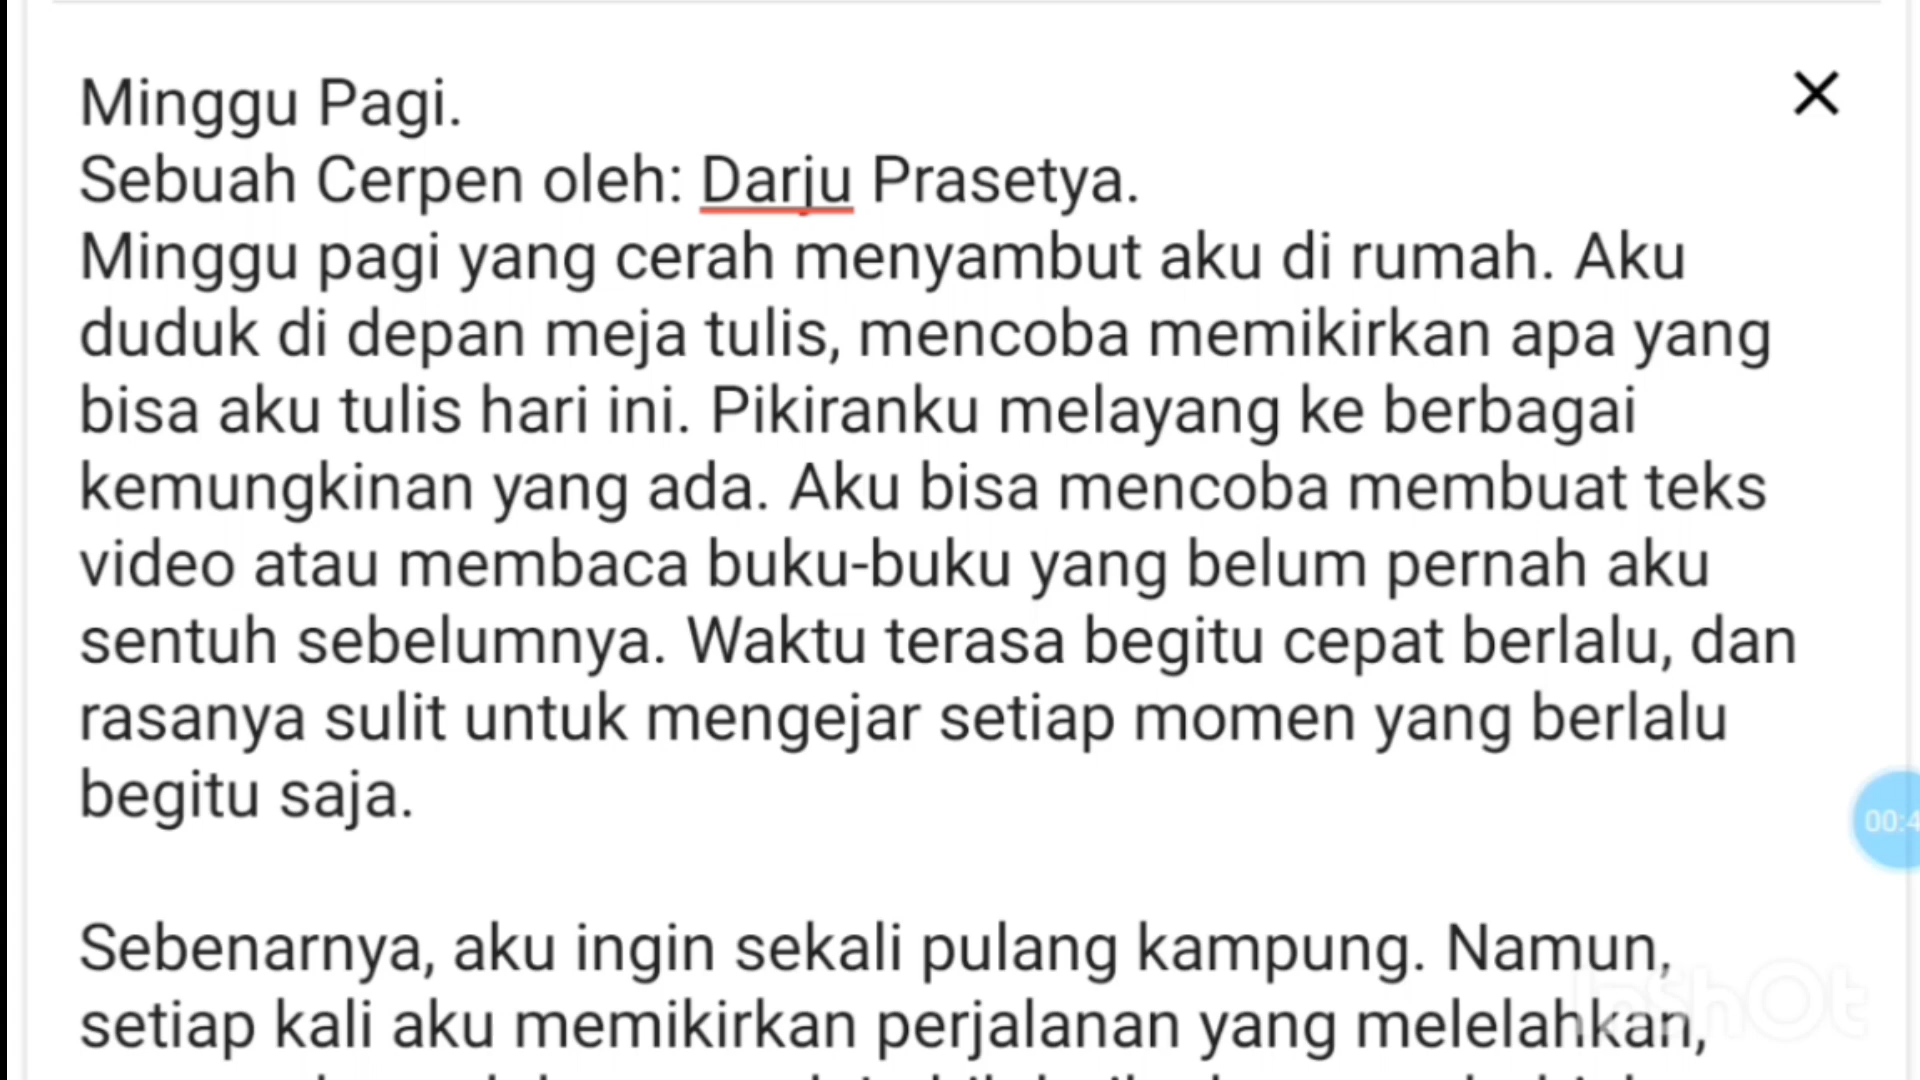 Minggu Pagi.
Sebuah Cerpen oleh: Darju Prasetya.
Minggu pagi yang cerah menyambut aku di rumah. Aku
duduk di depan meja tulis, mencoba memikirkan apa yang
bisa aku tulis hari ini. Pikiranku melayang ke berbagai
kemungkinan yang ada. Aku bisa mencoba membuat teks
video atau membaca buku-buku yang belum pernah aku
sentuh sebelumnya. Waktu terasa begitu cepat berlalu, dan
rasanya sulit untuk mengejar setiap momen yang berlalu
begitu saja.
00:4
Sebenarnya, aku ingin sekali pulang kampung. Namun,
setiap kali aku memikirkan perjalanan yang melelahkan,
InShOt